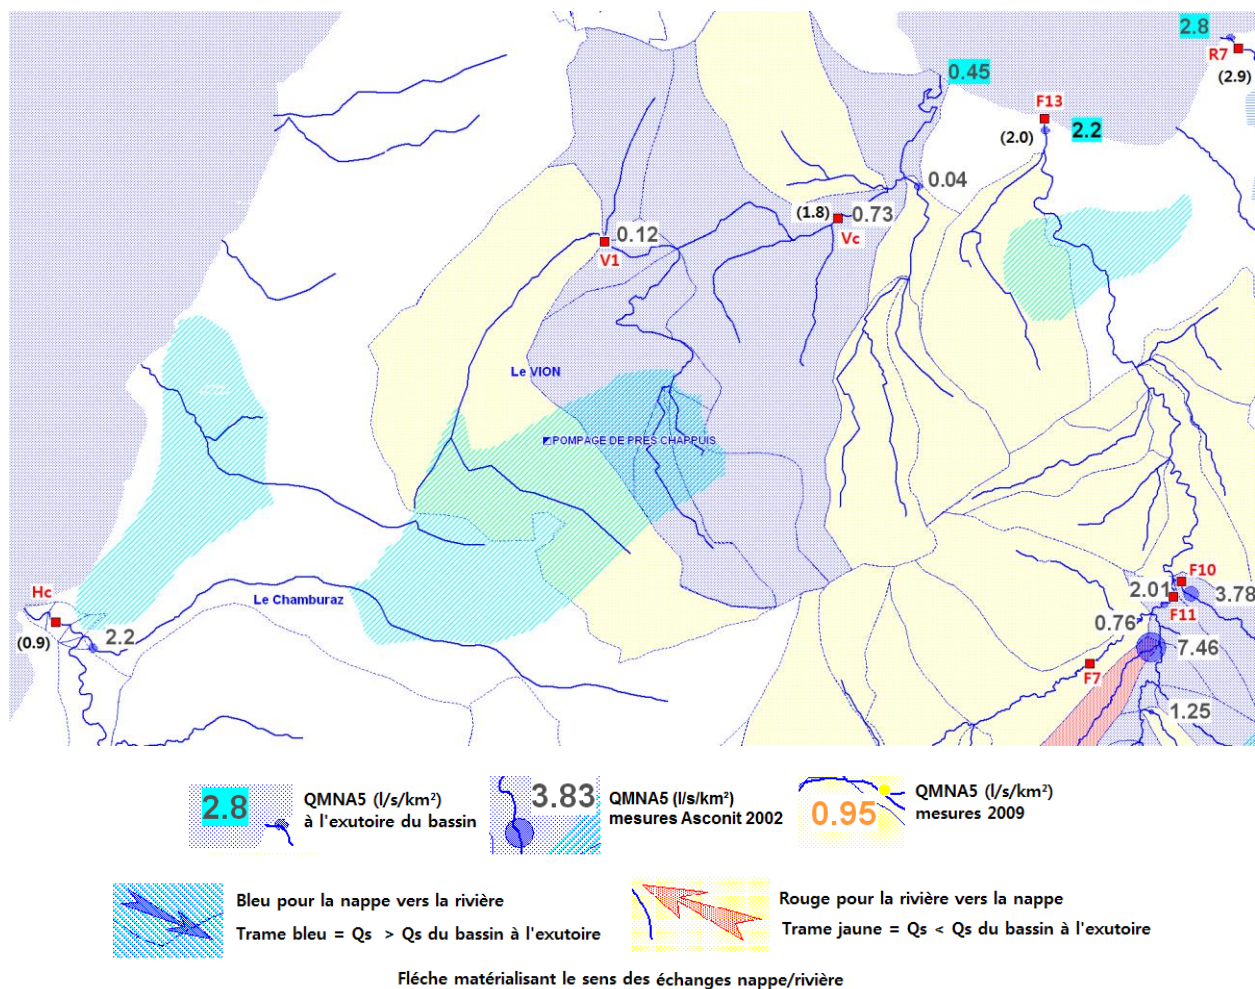 2.8
R7
(2.9)
0.45
F13
2.2
(2.0)
0.04
(1.8)
0.73
Vc
0.12
V1
Le VION
POMPAGE DE PRES CHAPPUIS
F10
2.01
3.78
F11
Hc
Le Chamburaz
(0.9)
2.2
0.76
7.46
F7
1.25
2.8
QMNA5 (l/s/km²)
à l'exutoire du bassin
3.83
QMNA5 (l/s/km²)
mesures Asconit 2002
0.95
QMNA5 (l/s/km²)
mesures 2009
Bleu pour la nappe vers la rivière
Trame bleu = Qs > Qs du bassin à l'exutoire
Rouge pour la rivière vers la nappe
Trame jaune = Qs < Qs du bassin à l'exutoire
Fléche matérialisant le sens des échanges nappe/rivière